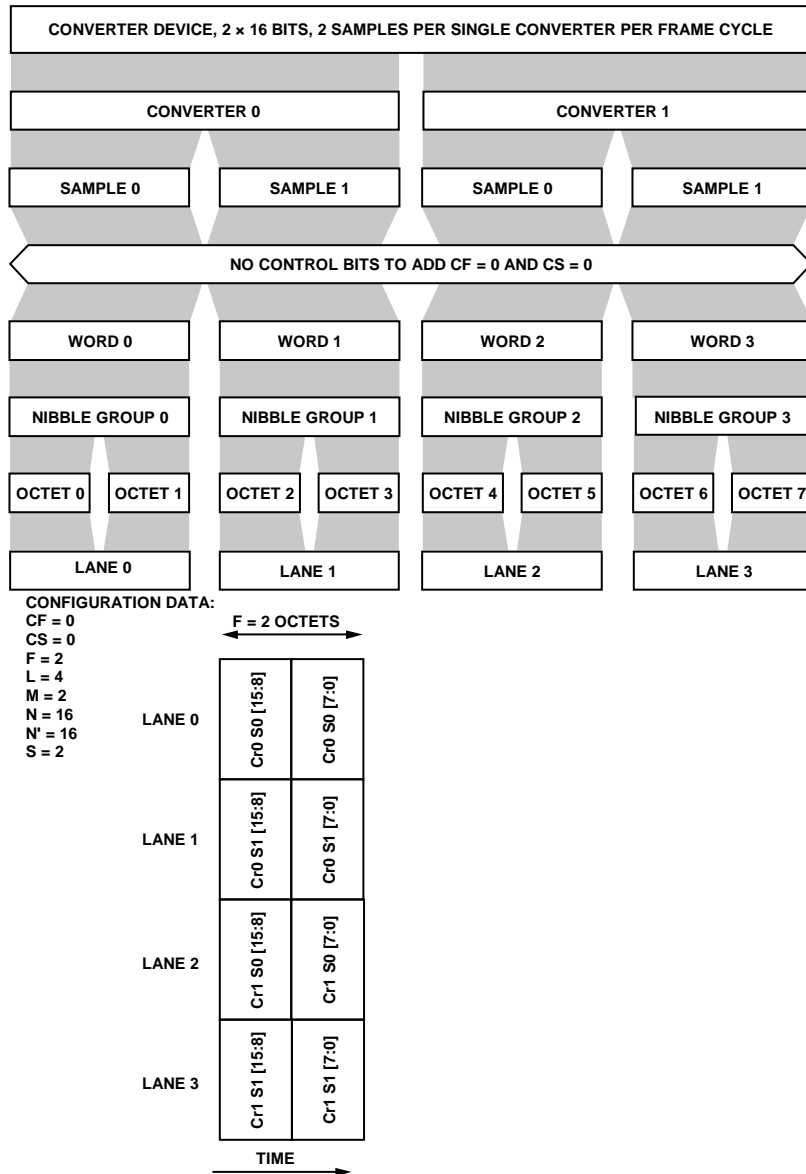 CONVERTER DEVICE, 2 × 16 BITS, 2 SAMPLES PER SINGLE CONVERTER PER FRAME CYCLE
CONVERTER 0
CONVERTER 1
SAMPLE 0
SAMPLE 1
SAMPLE 0
SAMPLE 1
NO CONTROL BITS TO ADD CF = 0 AND CS = 0
WORD 0
WORD 1
WORD 2
WORD 3
NIBBLE GROUP 0
NIBBLE GROUP 1
NIBBLE GROUP 2
NIBBLE GROUP 3
OCTET 0
OCTET 1
OCTET 2
OCTET 3
OCTET 4
OCTET 5
OCTET 6
OCTET 7
LANE 0
LANE 1
LANE 2
LANE 3
CONFIGURATION DATA:
CF = 0
CS = 0
F = 2
L = 4
M = 2
N = 16
N' = 16
S = 2
F = 2 OCTETS
LANE 0
Cr0 S0 [15:8]
Cr0 S0 [7:0]
LANE 1
Cr0 S1 [15:8]
Cr0 S1 [7:0]
LANE 2
Cr1 S0 [15:8]
Cr1 S0 [7:0]
LANE 3
Cr1 S1 [15:8]
Cr1 S1 [7:0]
TIME